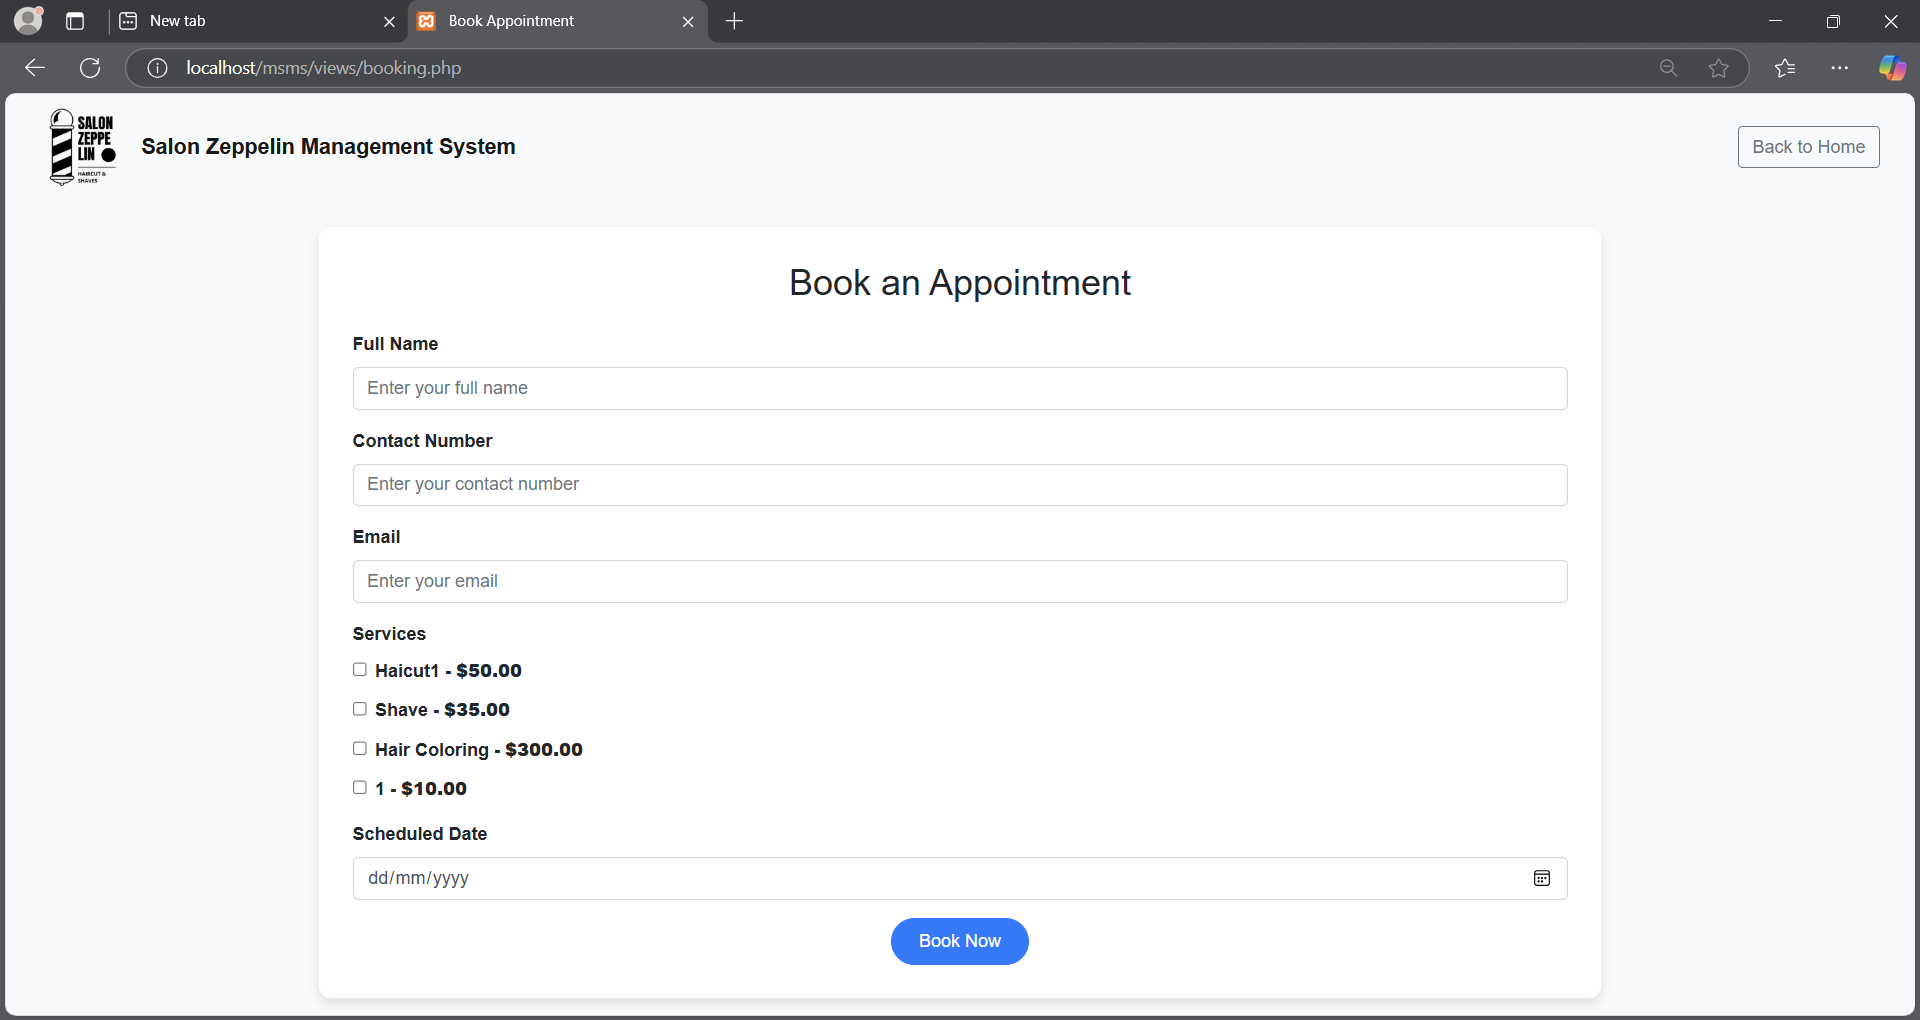 New tab
Book Appointment
localhost/msms/views/booking.php
SALON
ZEPPE
LIN
HAIRCUT &
SHAVES
Salon Zeppelin Management System
Back to Home
Book an Appointment
Full Name
Enter your full name
Contact Number
Enter your contact number
Email
Enter your email
Services
Haicut1 - $50.00
Shave - $35.00
Hair Coloring - $300.00
1 - $10.00
Scheduled Date
dd/mm/yyyy
Book Now